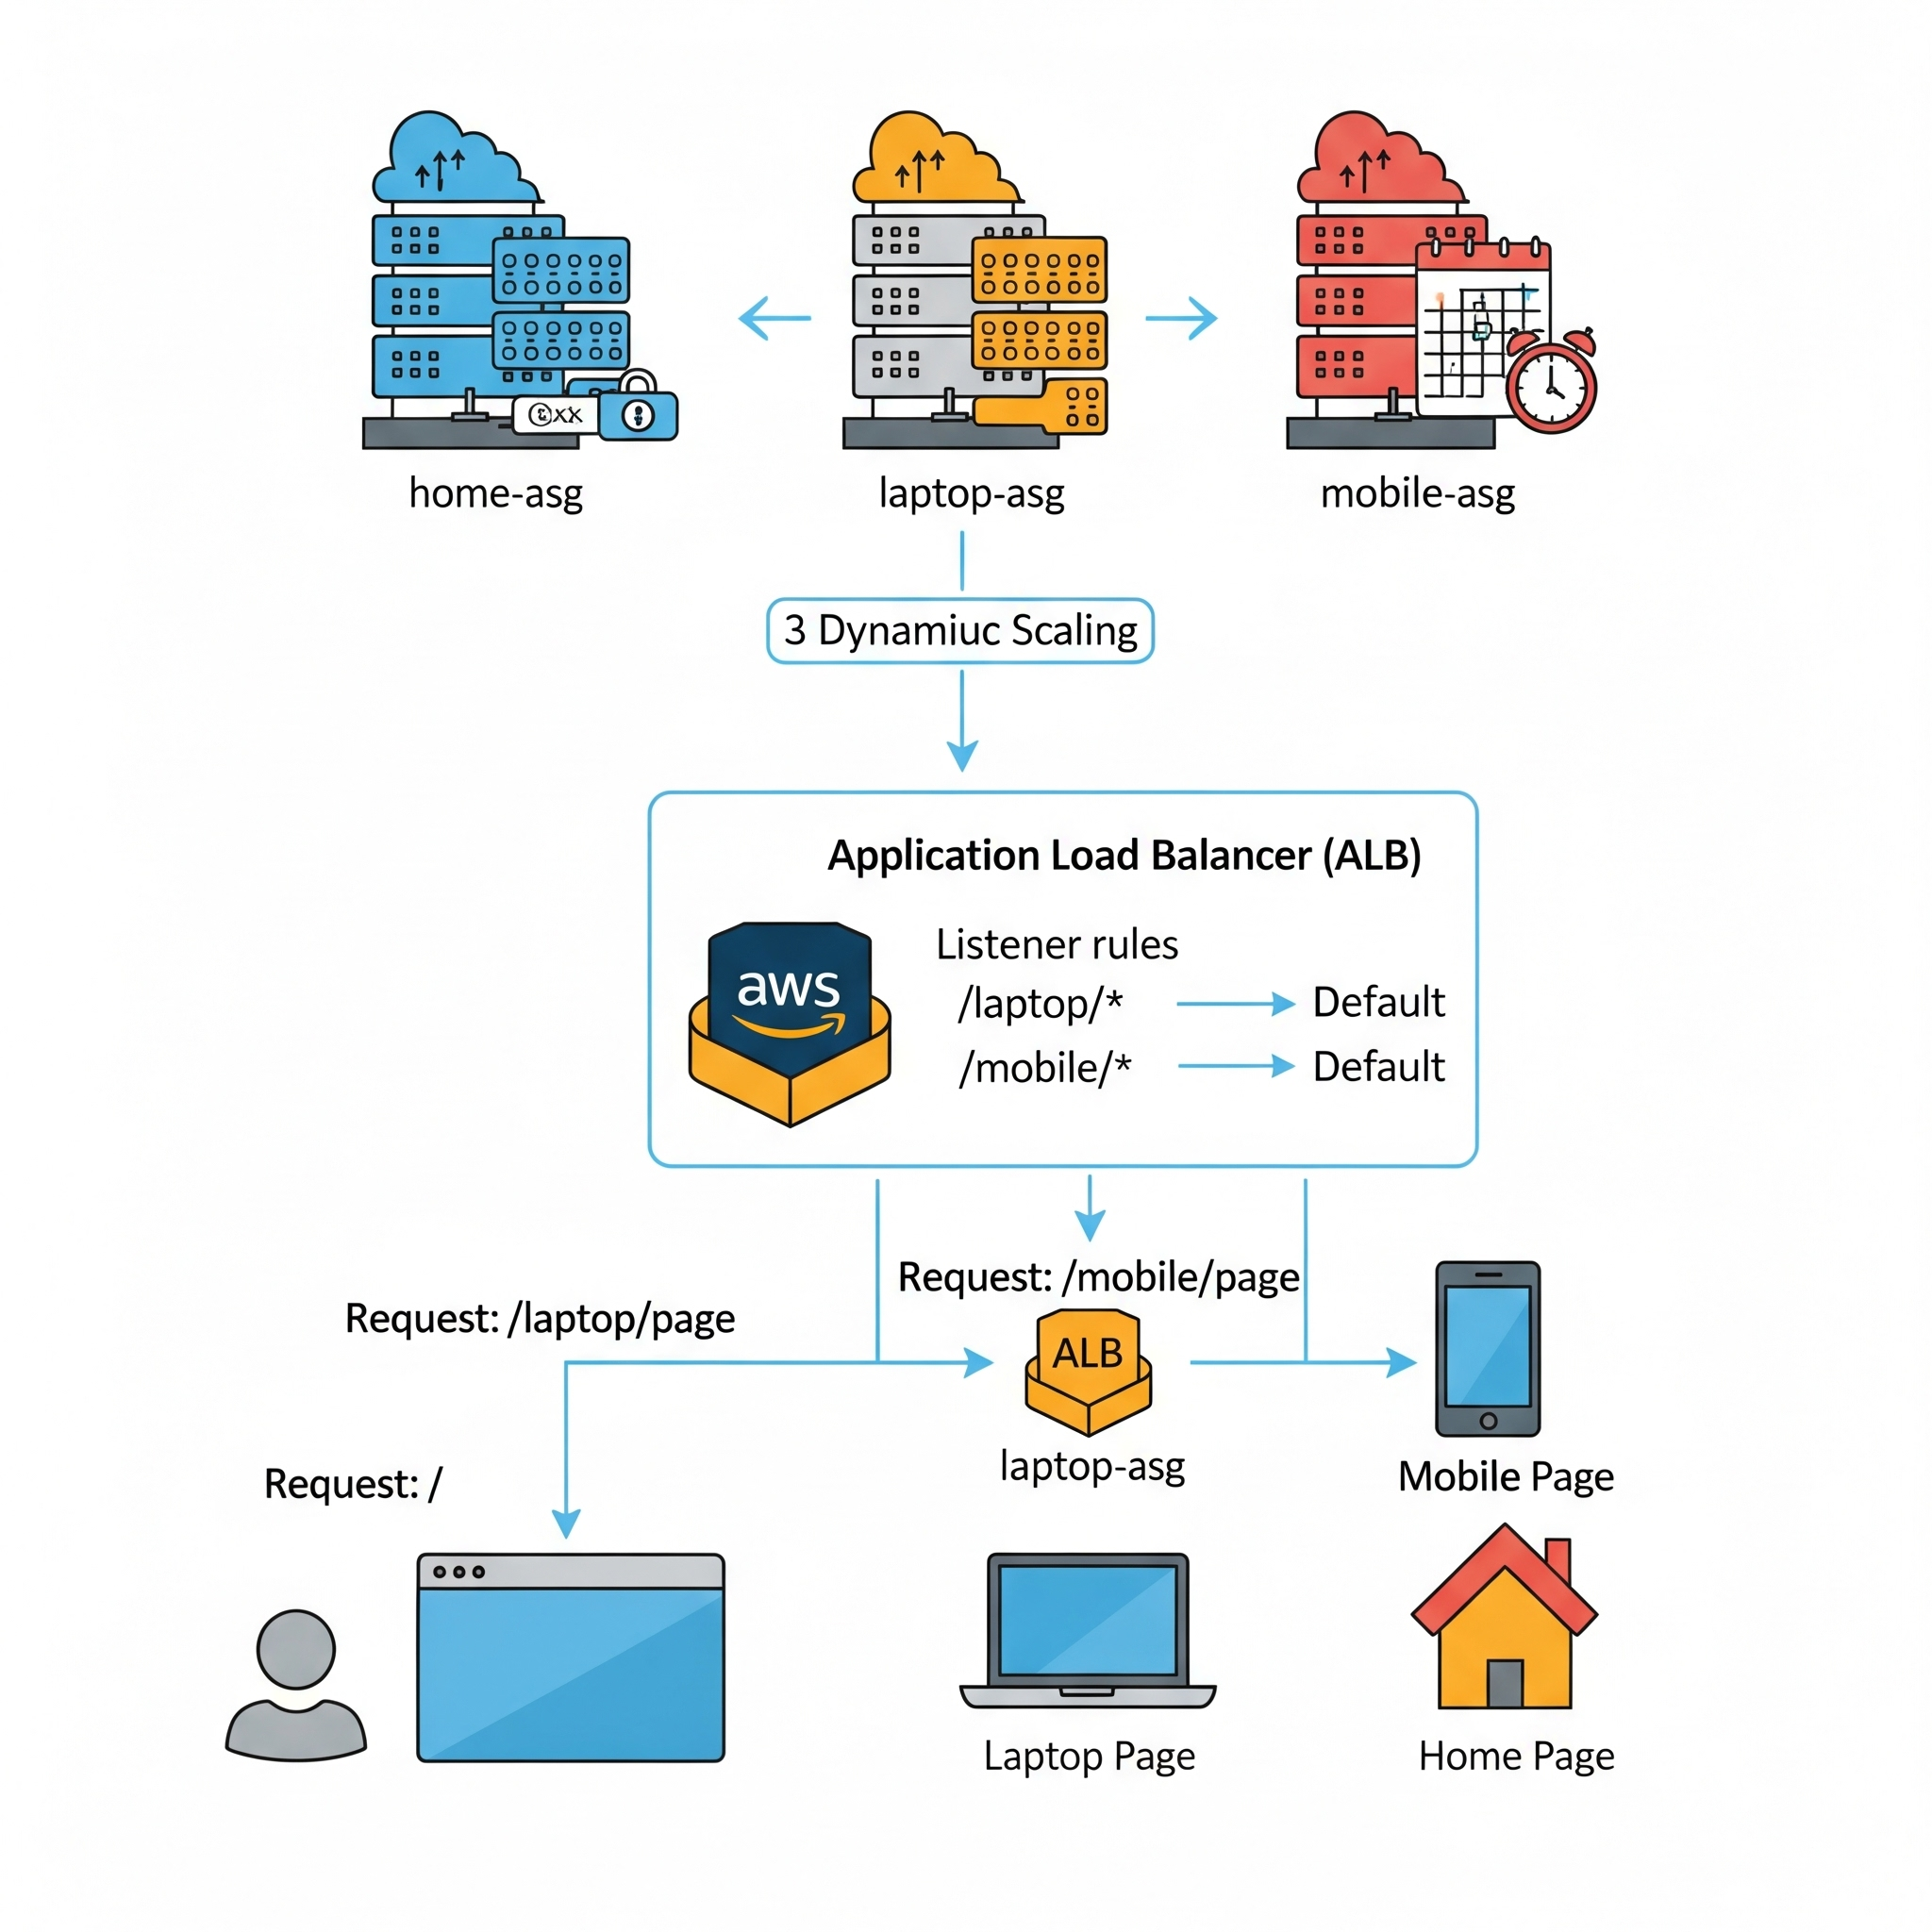 home-asg
laptop-asg
mobile-asg
3 Dynamiuc Scaling
Application Load Balancer (ALB)
aws
Listener rules
/laptop/* Default
/mobile/* Default
Request: /mobile/page
Request: /laptop/page
ALB
laptop-asg
Mobile Page
Request: /
Laptop Page
Home Page